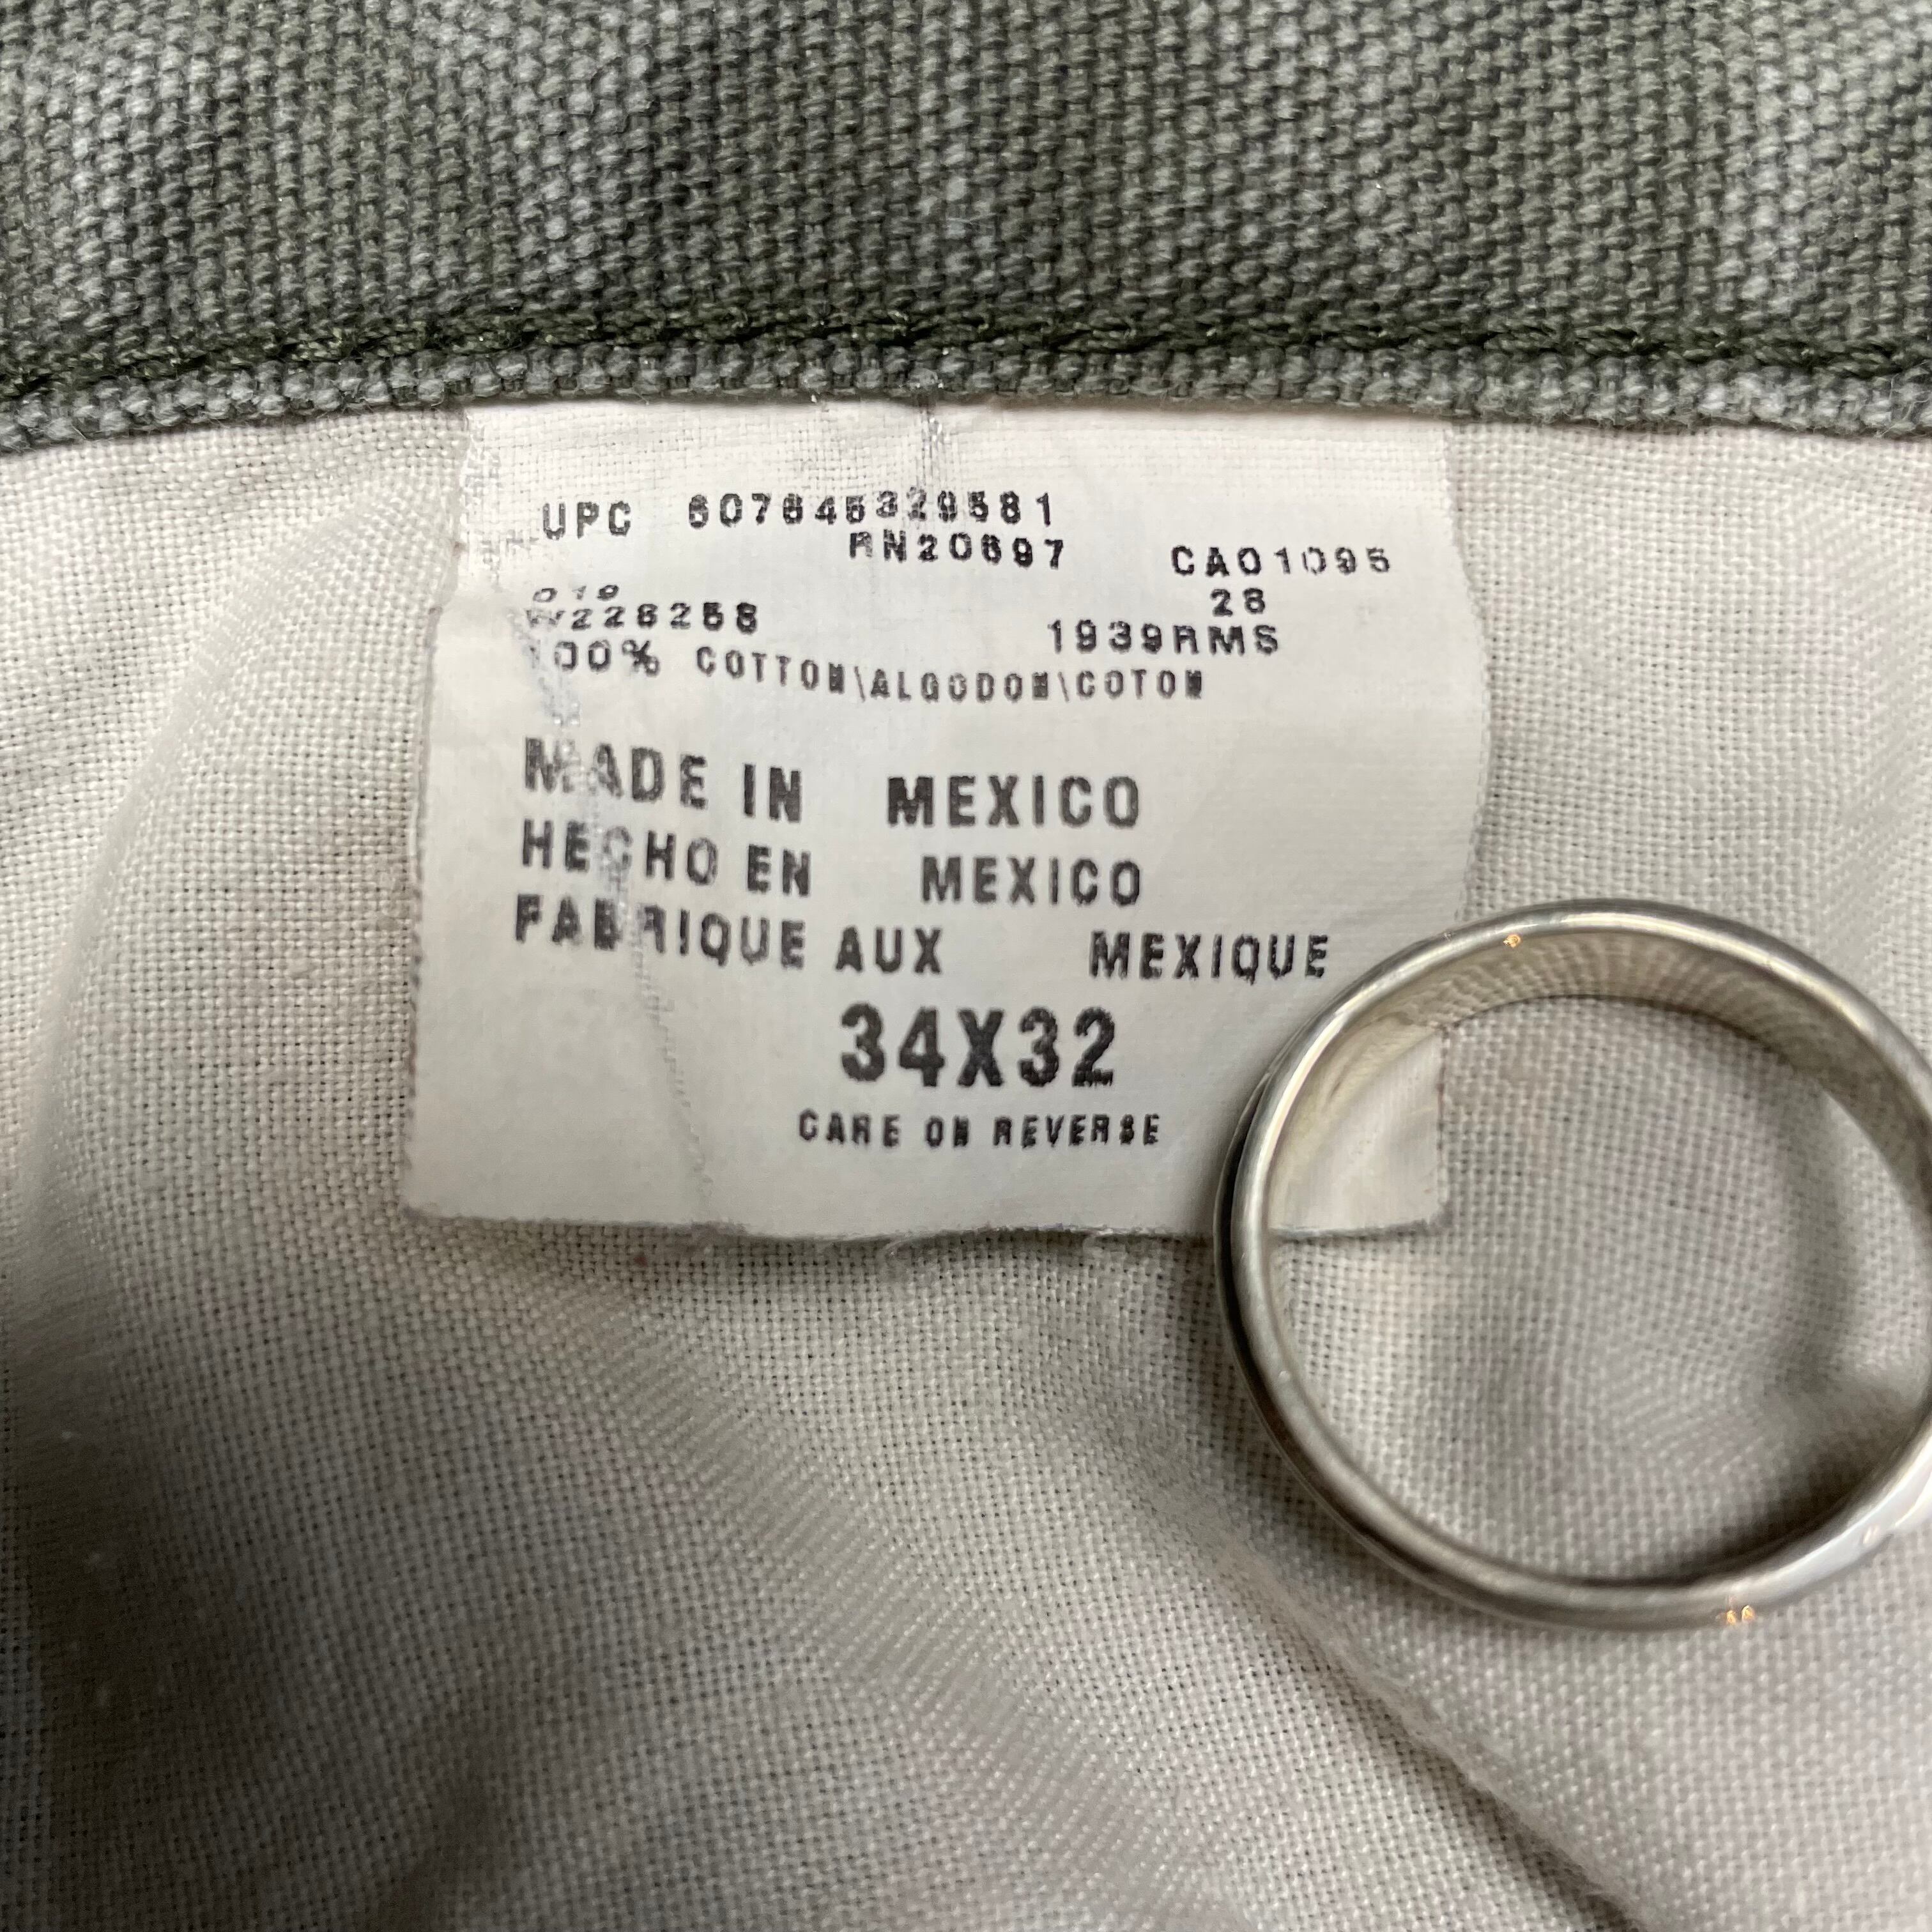 UPC 607645329581
RN20697 CA01095
019 28
W226258 1939RMS
100% COTTON\ALGODON\COTON
MADE IN MEXICO
HECHO EN MEXICO
FABRIQUE AUX MEXIQUE
34X32
CARE ON REVERSE